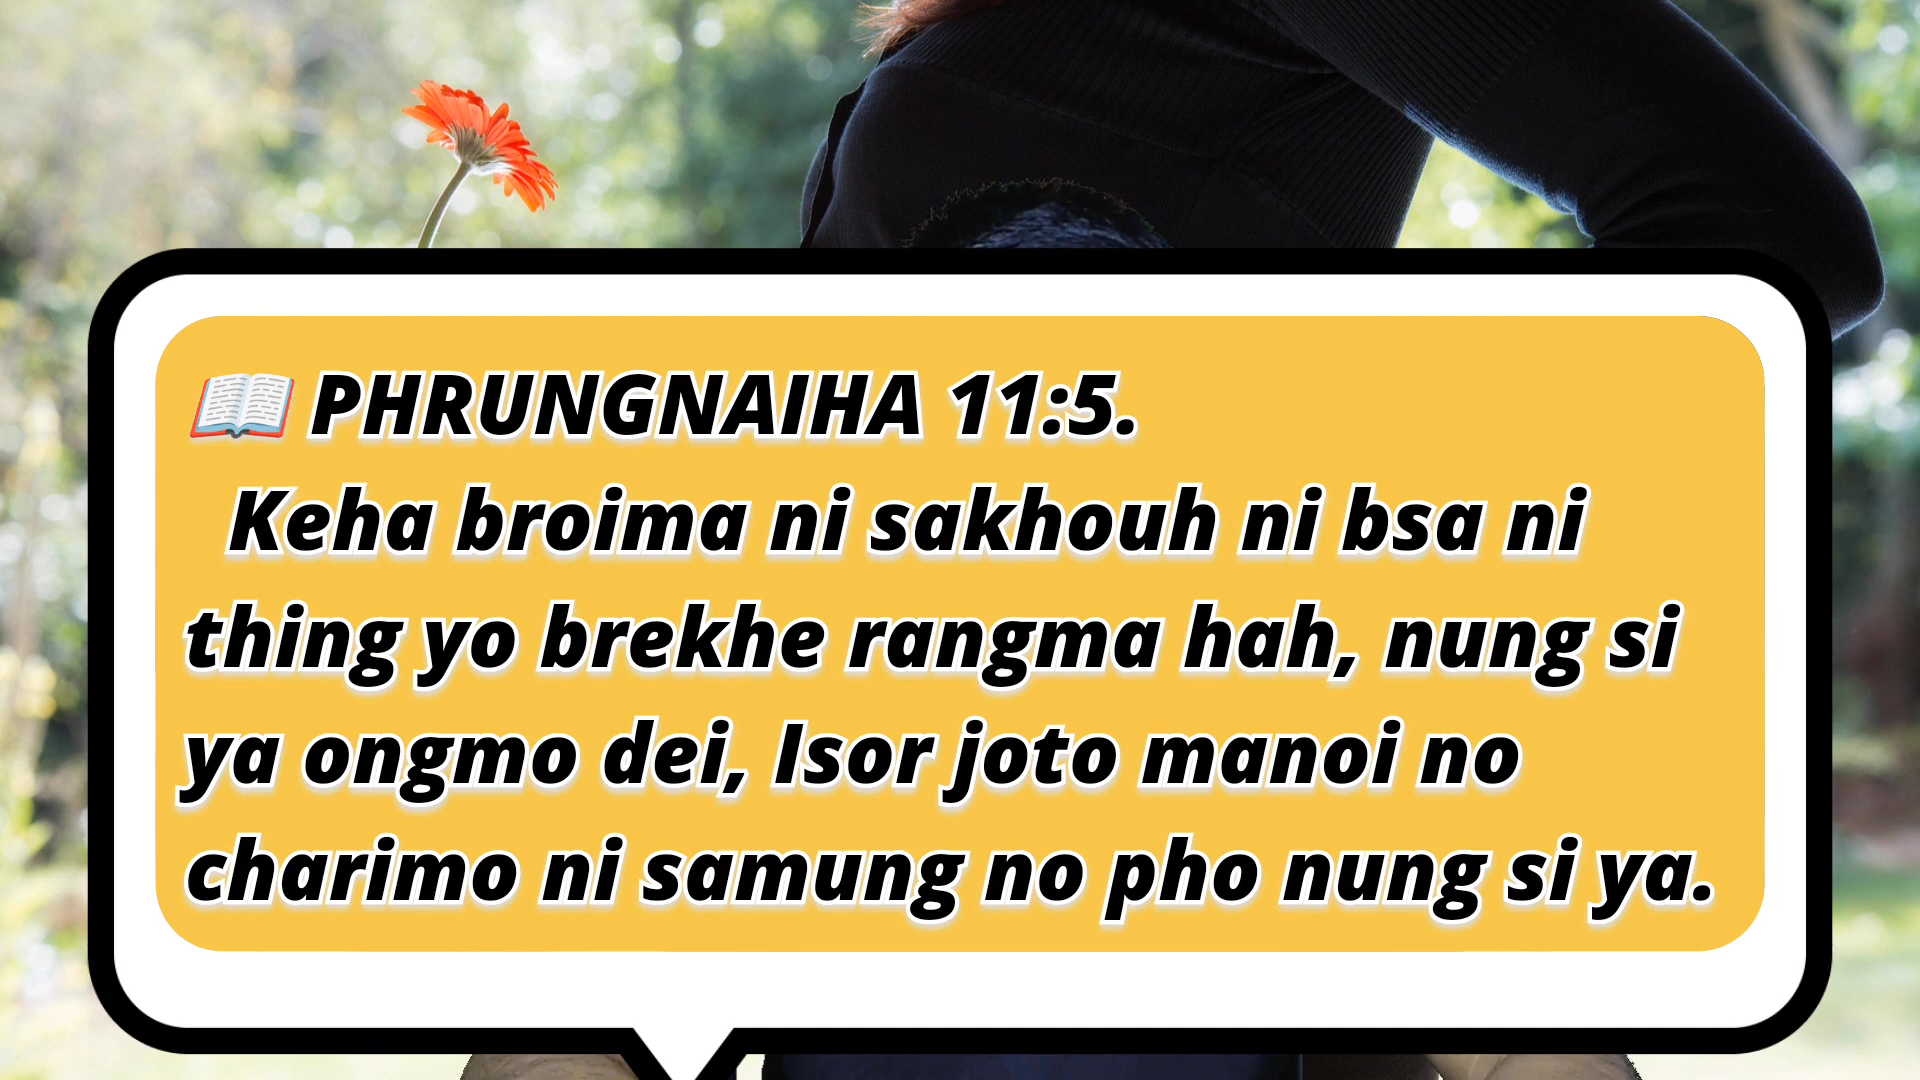 📖 PHRUNGNAIHA 11:5.
Keha broima ni sakhouh ni bsa ni
thing yo brekhe rangma hah, nung si
ya ongmo dei, Isor joto manoi no
charimo ni samung no pho nung si ya.